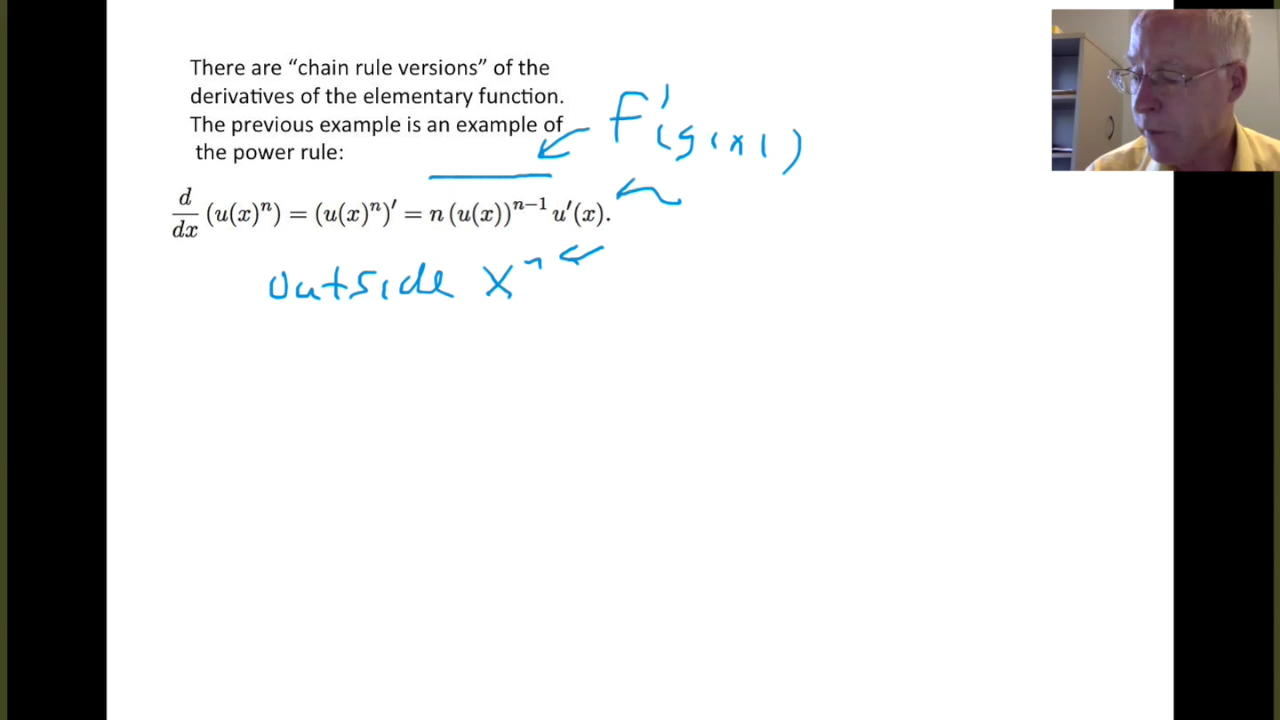 There are “chain rule versions” of the
derivatives of the elementary function.
The previous example is an example of
the power rule:
F'(g(x))
d/dx (u(x)ⁿ) = (u(x)ⁿ)′ = n (u(x))ⁿ⁻¹ u′(x).
outside xⁿ